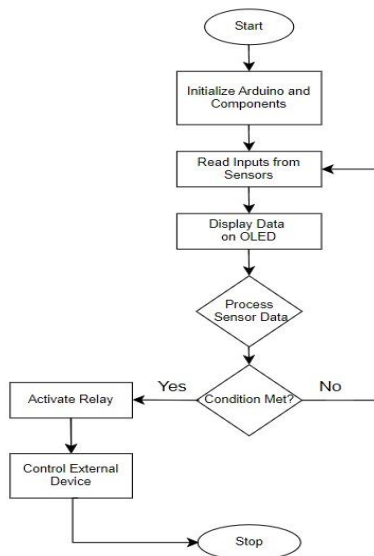 Start
Initialize Arduino and
Components
Read Inputs from
Sensors
Display Data
on OLED
Process
Sensor Data
Condition Met?
Yes
No
Activate Relay
Control External
Device
Stop